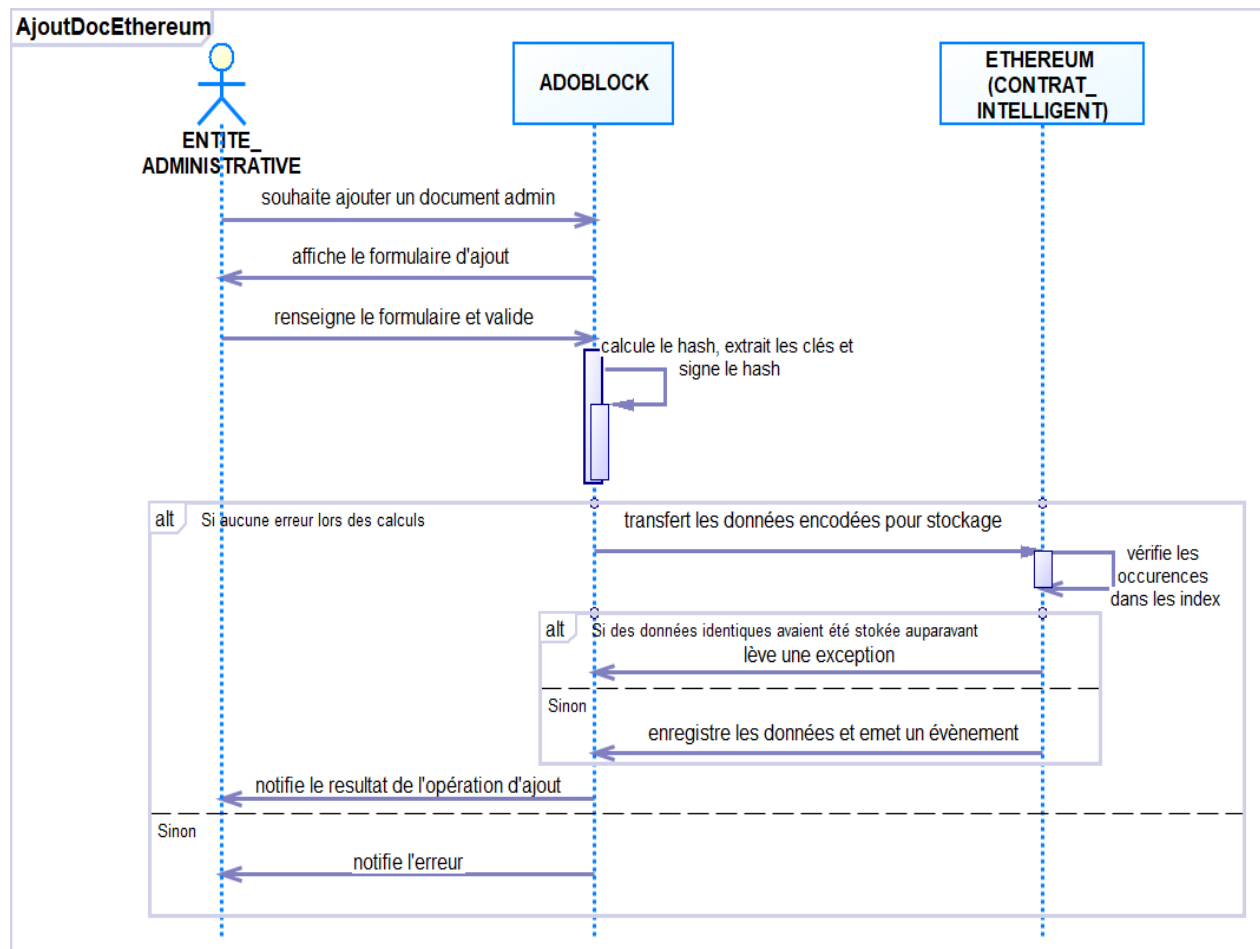 AjoutDocEthereum
ENTITE_
ADMINISTRATIVE
ADOBLOCK
ETHEREUM
(CONTRAT_
INTELLIGENT)
souhaite ajouter un document admin
affiche le formulaire d'ajout
renseigne le formulaire et valide
calcule le hash, extrait les clés et
signe le hash
alt
Si aucune erreur lors des calculs
transfert les données encodées pour stockage
vérifie les
occurences
dans les index
alt
Si des données identiques avaient été stokée auparavant
lève une exception
Sinon
enregistre les données et emet un évènement
notifie le resultat de l'opération d'ajout
Sinon
notifie l'erreur